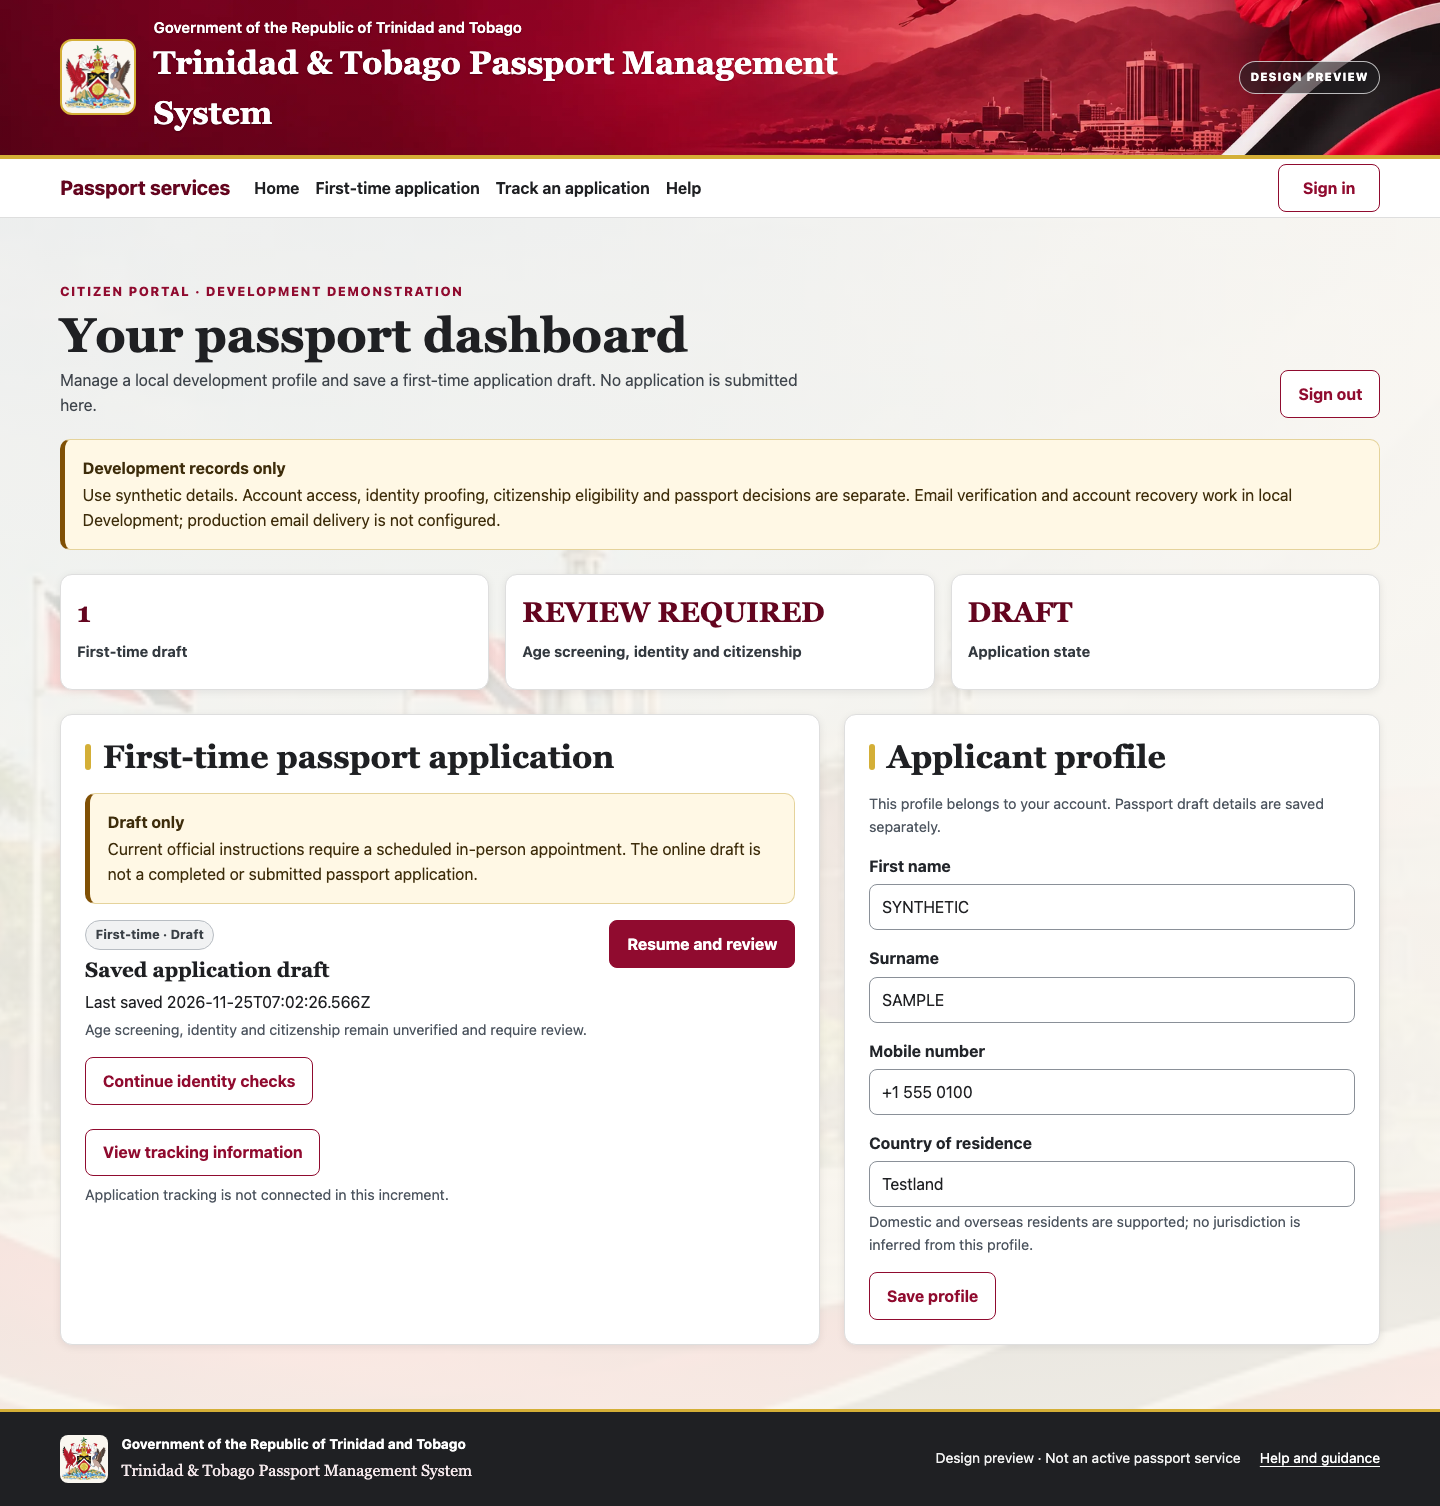 Government of the Republic of Trinidad and Tobago
Trinidad & Tobago Passport Management
System
DESIGN PREVIEW
Passport services
Home
First-time application
Track an application
Help
Sign in
CITIZEN PORTAL · DEVELOPMENT DEMONSTRATION
Your passport dashboard
Manage a local development profile and save a first-time application draft. No application is submitted
here.
Sign out
Development records only
Use synthetic details. Account access, identity proofing, citizenship eligibility and passport decisions are separate. Email verification and account recovery work in local
Development; production email delivery is not configured.
1
First-time draft
REVIEW REQUIRED
Age screening, identity and citizenship
DRAFT
Application state
First-time passport application
Draft only
Current official instructions require a scheduled in-person appointment. The online draft is
not a completed or submitted passport application.
First-time · Draft
Saved application draft
Last saved 2026-11-25T07:02:26.566Z
Age screening, identity and citizenship remain unverified and require review.
Resume and review
Continue identity checks
View tracking information
Application tracking is not connected in this increment.
Applicant profile
This profile belongs to your account. Passport draft details are saved
separately.
First name
SYNTHETIC
Surname
SAMPLE
Mobile number
+1 555 0100
Country of residence
Testland
Domestic and overseas residents are supported; no jurisdiction is
inferred from this profile.
Save profile
Government of the Republic of Trinidad and Tobago
Trinidad & Tobago Passport Management System
Design preview · Not an active passport service
Help and guidance